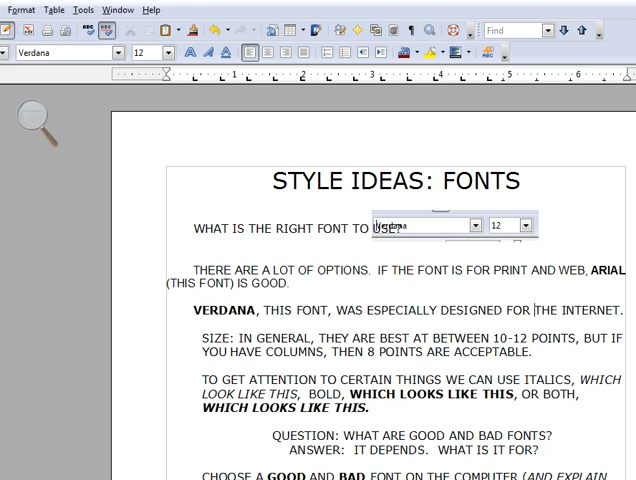 Format Table Tools Window Help
Find
Verdana 12
1 2 3 4 5 6
STYLE IDEAS: FONTS
WHAT IS THE RIGHT FONT TO USE?
Verdana 12
THERE ARE A LOT OF OPTIONS. IF THE FONT IS FOR PRINT AND WEB, ARIAL
(THIS FONT) IS GOOD.
VERDANA, THIS FONT, WAS ESPECIALLY DESIGNED FOR THE INTERNET.
SIZE: IN GENERAL, THEY ARE BEST AT BETWEEN 10-12 POINTS, BUT IF
YOU HAVE COLUMNS, THEN 8 POINTS ARE ACCEPTABLE.
TO GET ATTENTION TO CERTAIN THINGS WE CAN USE ITALICS, WHICH
LOOK LIKE THIS, BOLD, WHICH LOOKS LIKE THIS, OR BOTH,
WHICH LOOKS LIKE THIS.
QUESTION: WHAT ARE GOOD AND BAD FONTS?
ANSWER: IT DEPENDS. WHAT IS IT FOR?
CHOOSE A GOOD AND BAD FONT ON THE COMPUTER (AND EXPLAIN